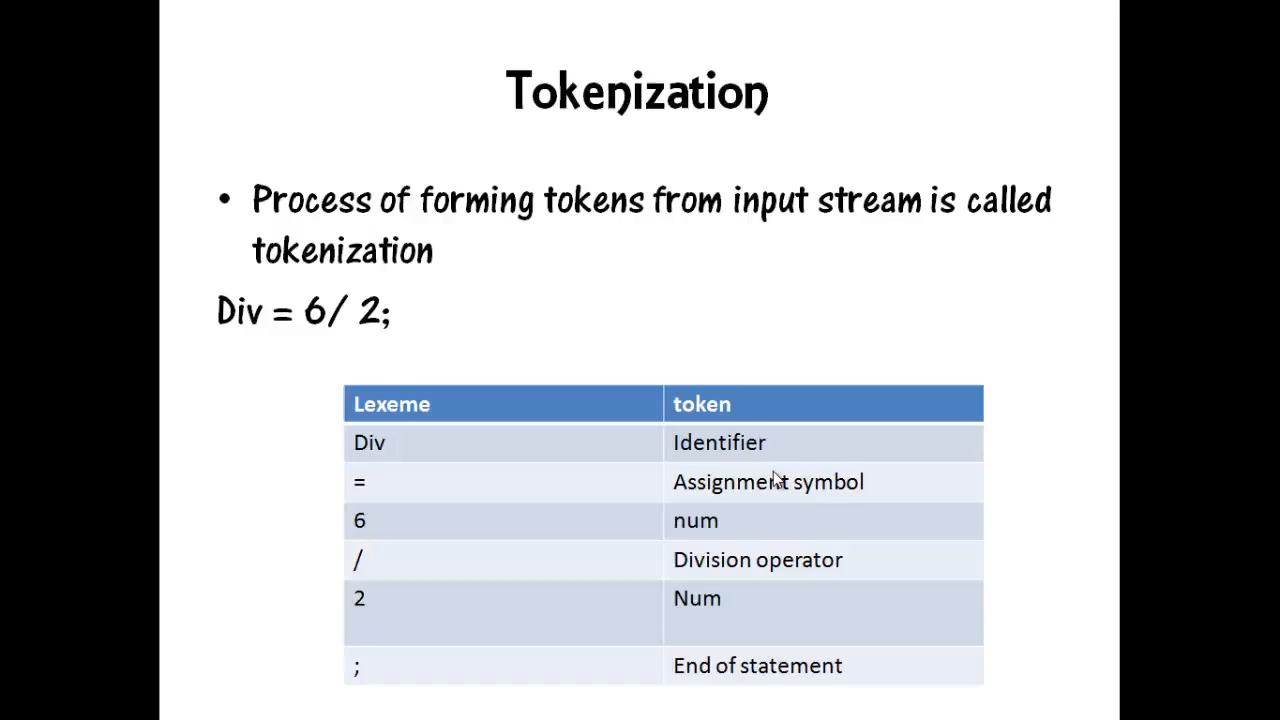 Tokenization
• Process of forming tokens from input stream is called
tokenization
Div = 6/ 2;
Lexeme token
Div Identifier
= Assignment symbol
6 num
/ Division operator
2 Num
; End of statement